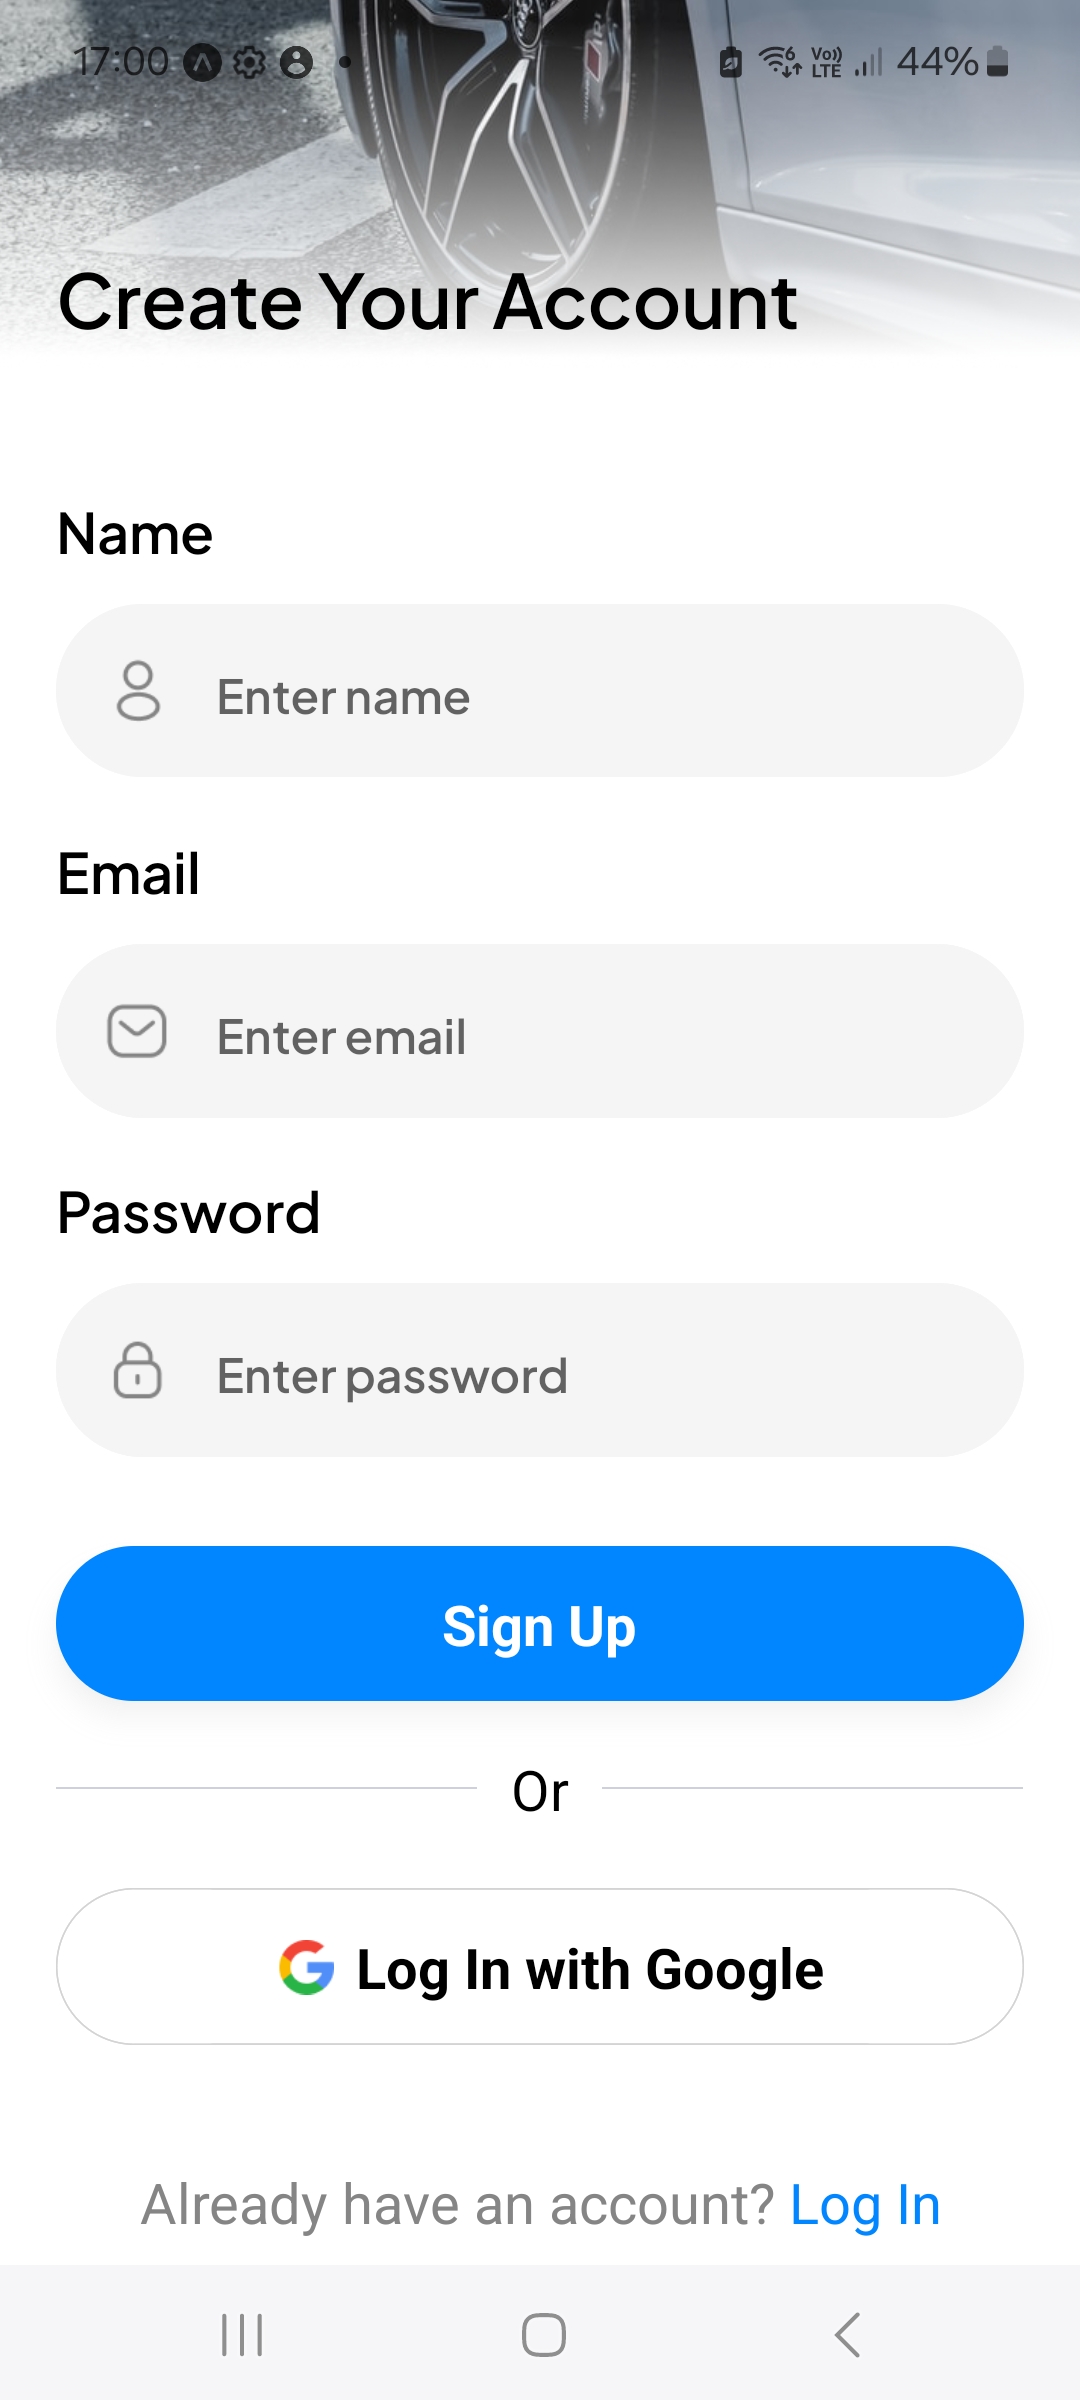 17:00 Vo)) LTE 44%
Create Your Account
Name
Enter name
Email
Enter email
Password
Enter password
Sign Up
Or
Log In with Google
Already have an account? Log In